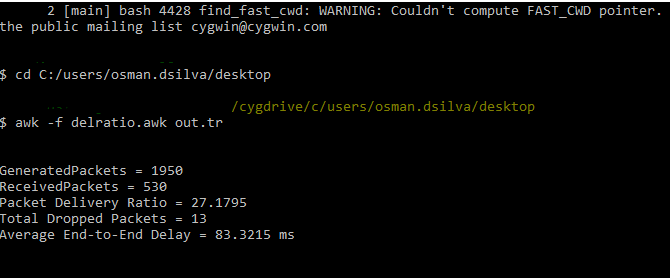 2 [main] bash 4428 find_fast_cwd: WARNING: Couldn't compute FAST_CWD pointer.
the public mailing list cygwin@cygwin.com
$ cd C:/users/osman.dsilva/desktop
/cygdrive/c/users/osman.dsilva/desktop
$ awk -f delratio.awk out.tr
GeneratedPackets = 1950
ReceivedPackets = 530
Packet Delivery Ratio = 27.1795
Total Dropped Packets = 13
Average End-to-End Delay = 83.3215 ms